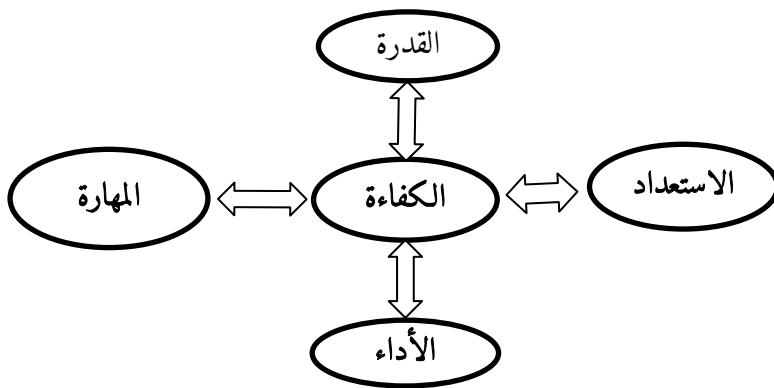 القدرة
الاستعداد
الكفاءة
المهارة
الأداء